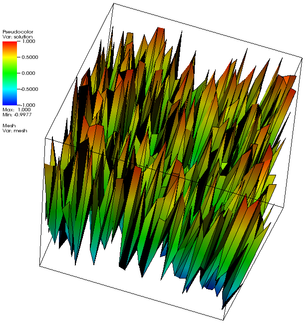 Pseudocolor
Var: solution
1.000
0.5000
0.000
-0.5000
-1.000
Max: 1.000
Min: -0.9977
Mesh
Var: mesh